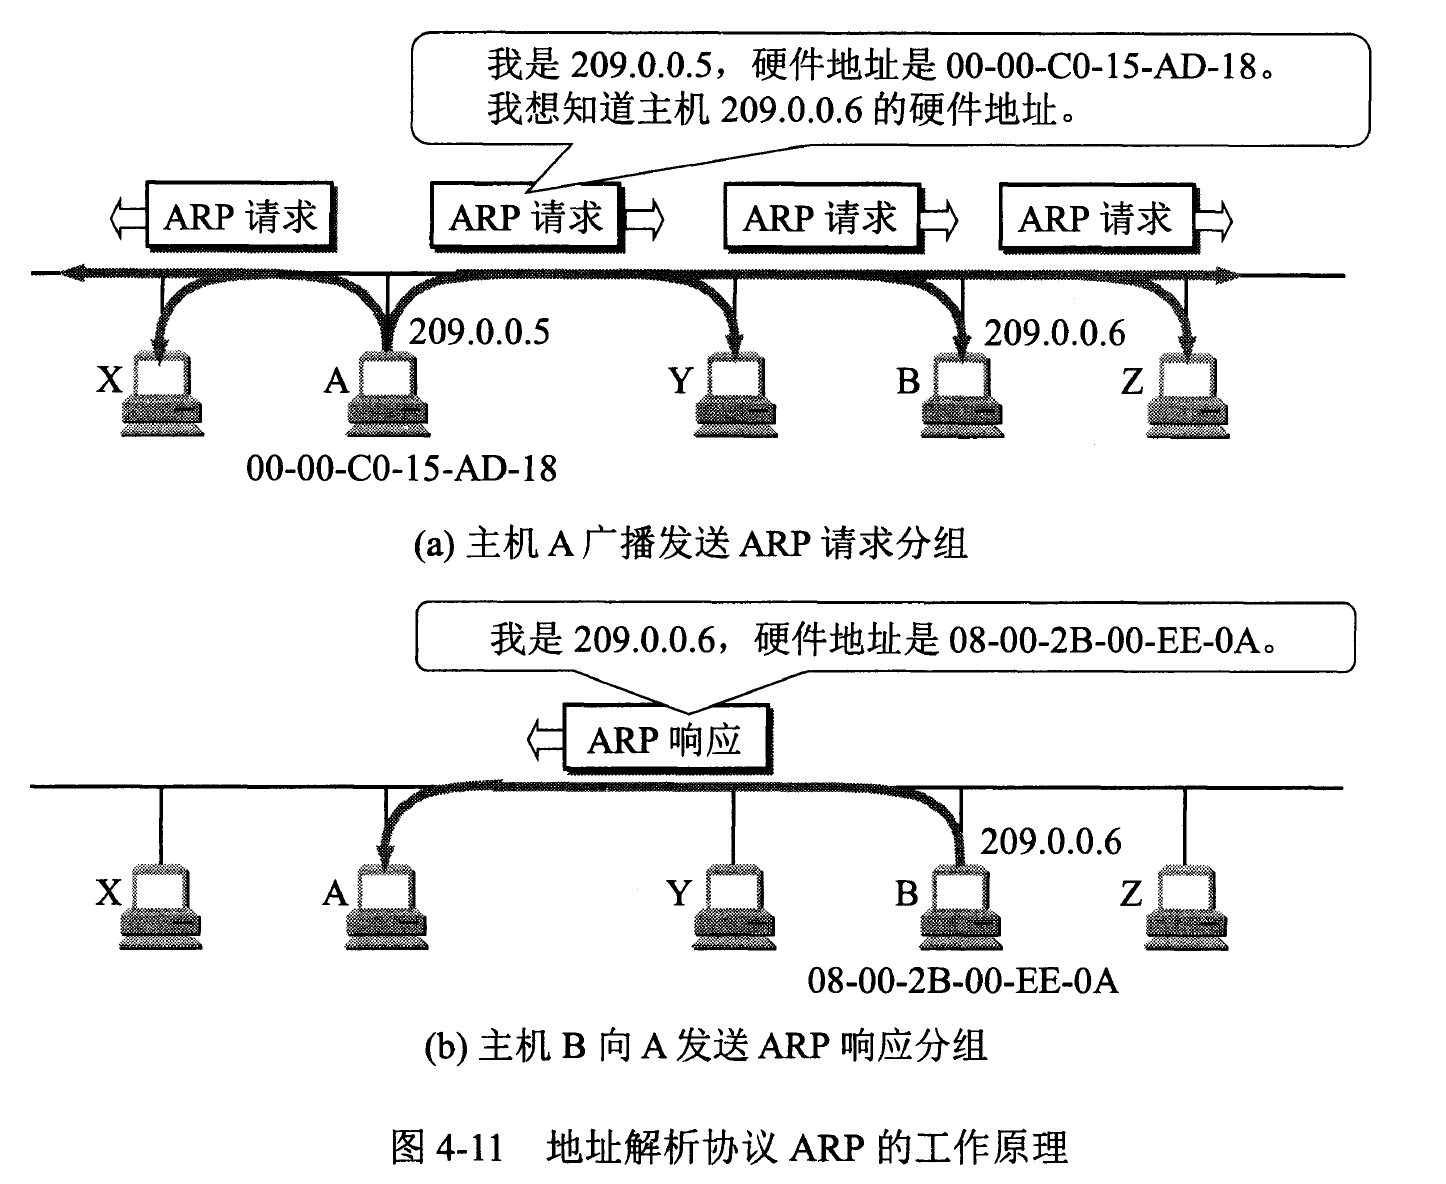 我是 209.0.0.5，硬件地址是 00-00-C0-15-AD-18。
我想知道主机 209.0.0.6 的硬件地址。
ARP 请求
ARP 请求
ARP 请求
ARP 请求
209.0.0.5
209.0.0.6
X
A
Y
B
Z
00-00-C0-15-AD-18
(a) 主机 A 广播发送 ARP 请求分组
我是 209.0.0.6，硬件地址是 08-00-2B-00-EE-0A。
ARP 响应
209.0.0.6
X
A
Y
B
Z
08-00-2B-00-EE-0A
(b) 主机 B 向 A 发送 ARP 响应分组
图 4-11 地址解析协议 ARP 的工作原理